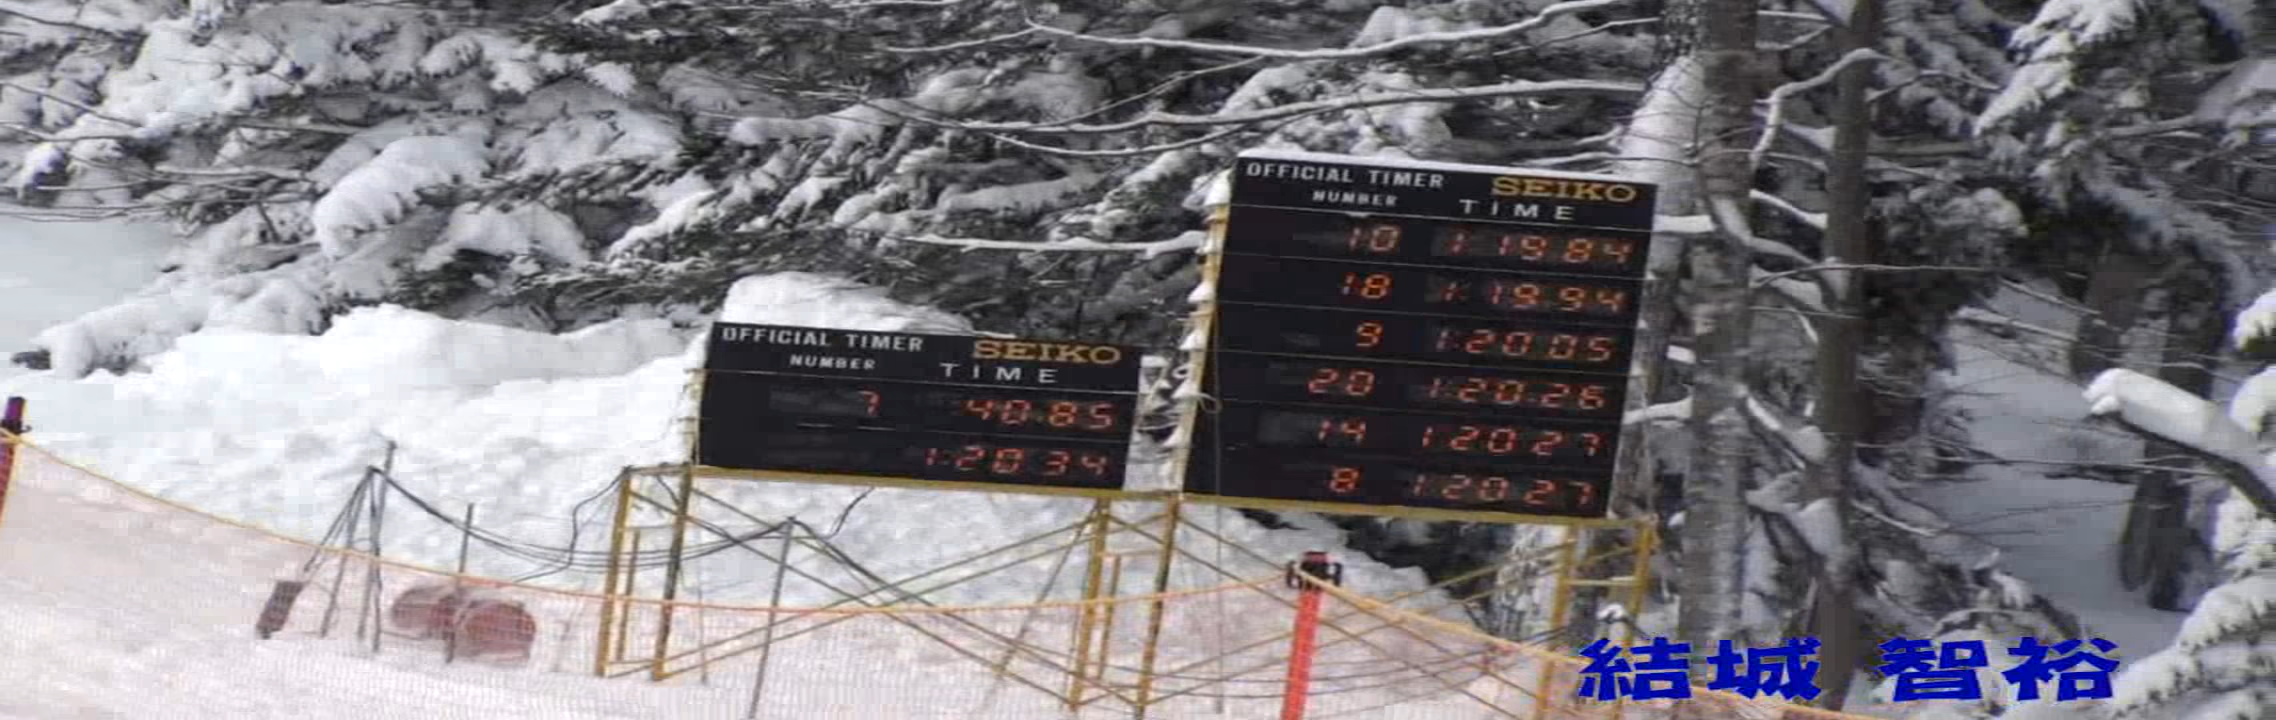 OFFICIAL TIMER SEIKO
NUMBER TIME
7 40.85
1:20.34
OFFICIAL TIMER SEIKO
NUMBER TIME
10 1:19.84
18 1:19.94
9 1:20.05
20 1:20.26
14 1:20.27
8 1:20.27
結城 智裕